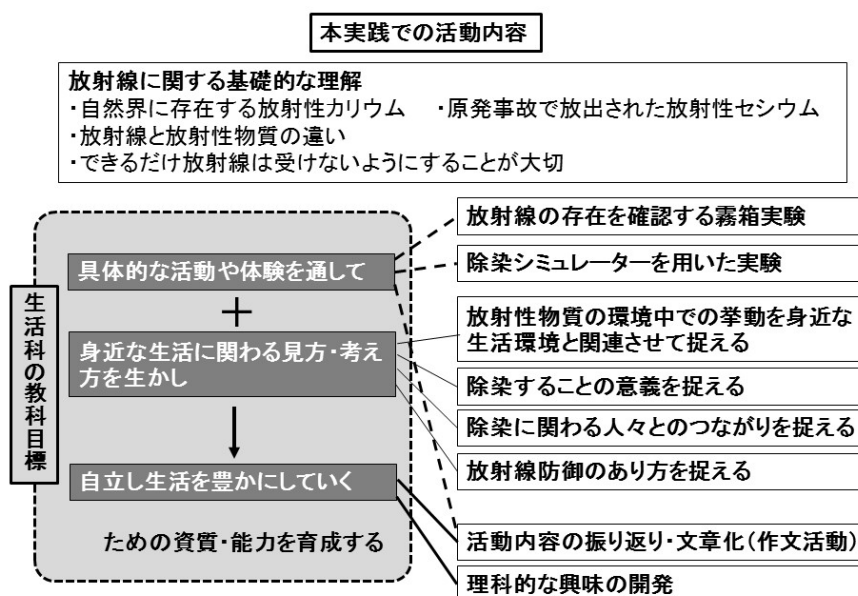 本実践での活動内容
放射線に関する基礎的な理解
・自然界に存在する放射性カリウム　・原発事故で放出された放射性セシウム
・放射線と放射性物質の違い
・できるだけ放射線は受けないようにすることが大切
生活科の教科目標
具体的な活動や体験を通して
＋
身近な生活に関わる見方・考え
方を生かし
自立し生活を豊かにしていく
ための資質・能力を育成する
放射線の存在を確認する霧箱実験
除染シミュレーターを用いた実験
放射性物質の環境中での挙動を身近な
生活環境と関連させて捉える
除染することの意義を捉える
除染に関わる人々とのつながりを捉える
放射線防御のあり方を捉える
活動内容の振り返り・文章化(作文活動)
理科的な興味の開発